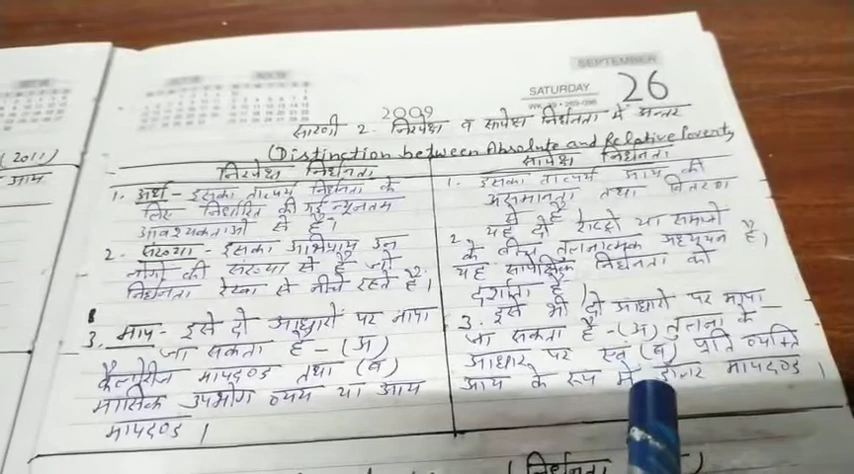 SEPTEMBER
SATURDAY
26
2009
सारणी 2. निरपेक्ष व सापेक्ष निर्धनता में अन्तर
(Distinction between Absolute and Relative Poverty
(2011)
आय
निरपेक्ष निर्धनता
1. अर्थ - इसका तात्पर्य निर्धनता के
लिए निर्धारित की गई न्यूनतम
आवश्यकताओं से है।
2. संख्या - इसका अभिप्राय उन
लोगों की संख्या से है जो
निर्धनता रेखा से नीचे रहते है।
3. माप - इसे दो आधारों पर मापा
जा सकता है - (अ)
कैलोरीज मापदण्ड तथा (ब)
मासिक उपभोग व्यय या आय
मापदण्ड।
सापेक्ष निर्धनता
1. इसका तात्पर्य आय की
असमानता तथा वितरण
से है
2. यह दो राष्ट्रों या समाजों
के बीच तुलनात्मक अध्ययन है।
यह सापेक्षिक निर्धनता को
दर्शाता है।
3. इसे भी दो आधारों पर मापा
जा सकता है - (अ) तुलना के
आधार पर एवं (ब) प्रति व्यक्ति
आय के रूप में डॉलर मापदण्ड।
(निर्धनता